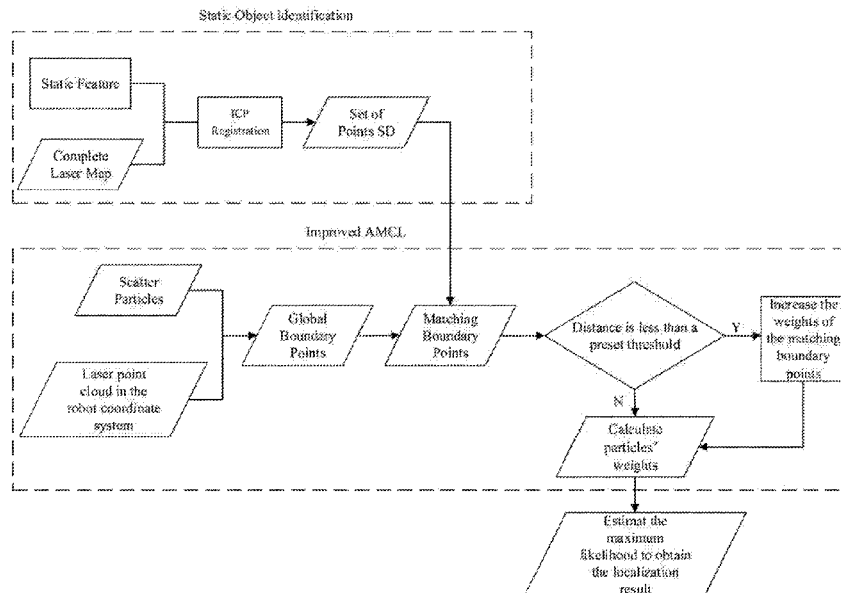 Static Object Identification
Static Feature
Complete
Laser Map
ICP
Registration
Set of
Points SD
Improved AMCL
Scatter
Particles
Laser point
cloud in the
robot coordinate
system
Global
Boundary
Points
Matching
Boundary
Points
Distance is less than a
preset threshold
Y
N
Increase the
weights of
the matching
boundary
points
Calculate
particles'
weights
Estimat the
maximum
likelihood to obtain
the localization
result